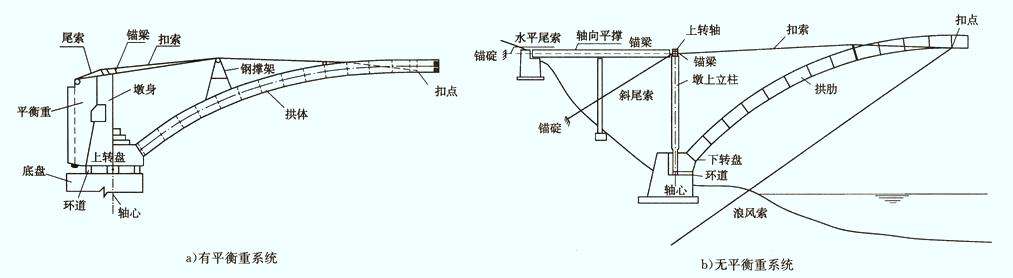 尾索
锚梁
扣索
钢撑架
扣点
平衡重
墩身
拱体
上转盘
底盘
环道
轴心
a)有平衡重系统
水平尾索
轴向平撑
锚梁
上转轴
扣索
扣点
锚碇
锚梁
墩上立柱
斜尾索
拱肋
锚碇
下转盘
环道
轴心
浪风索
b)无平衡重系统